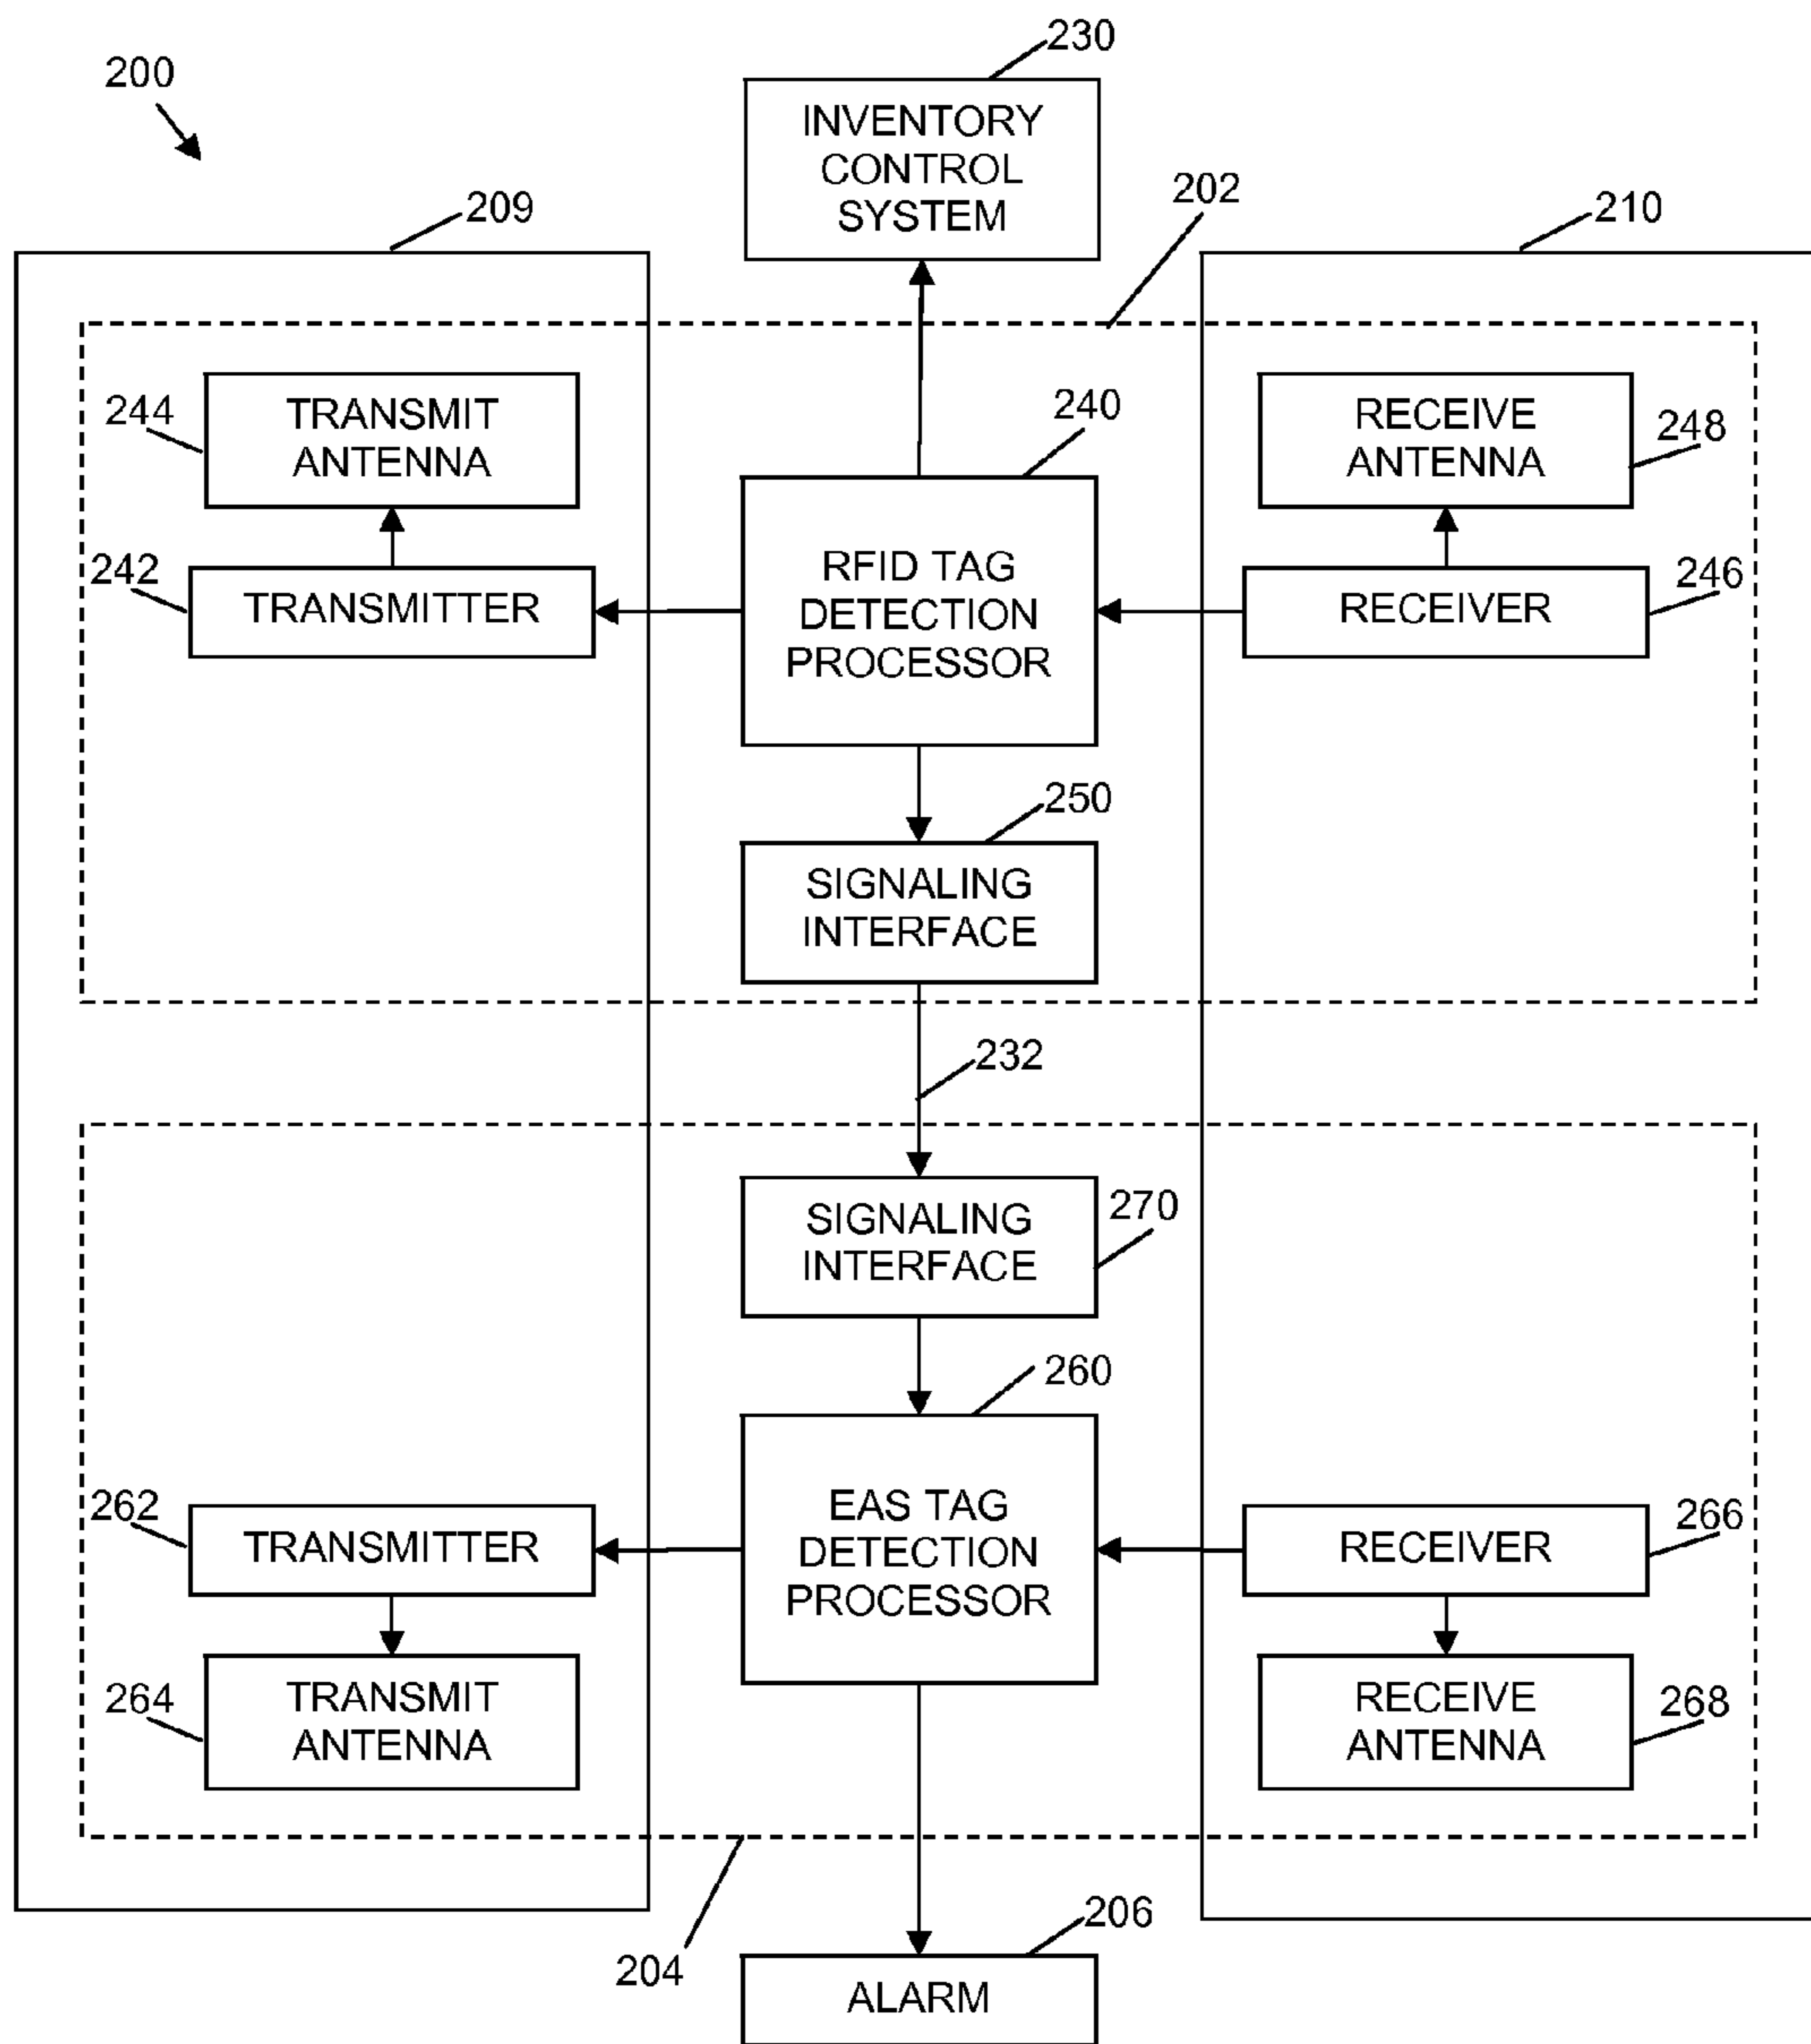 230
200
INVENTORY
CONTROL
SYSTEM
202
209
210
244
TRANSMIT
ANTENNA
240
RECEIVE
ANTENNA
248
242
TRANSMITTER
RFID TAG
DETECTION
PROCESSOR
RECEIVER
246
250
SIGNALING
INTERFACE
232
SIGNALING
INTERFACE
270
260
262
TRANSMITTER
EAS TAG
DETECTION
PROCESSOR
RECEIVER
266
264
TRANSMIT
ANTENNA
RECEIVE
ANTENNA
268
206
204
ALARM